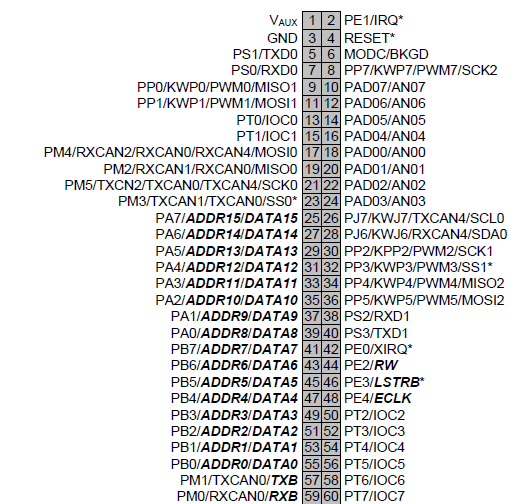 VAUX 1 2 PE1/IRQ*
GND 3 4 RESET*
PS1/TXD0 5 6 MODC/BKGD
PS0/RXD0 7 8 PP7/KWP7/PWM7/SCK2
PP0/KWP0/PWM0/MISO1 9 10 PAD07/AN07
PP1/KWP1/PWM1/MOSI1 11 12 PAD06/AN06
PT0/IOC0 13 14 PAD05/AN05
PT1/IOC1 15 16 PAD04/AN04
PM4/RXCAN2/RXCAN0/RXCAN4/MOSI0 17 18 PAD00/AN00
PM2/RXCAN1/RXCAN0/MISO0 19 20 PAD01/AN01
PM5/TXCN2/TXCAN0/TXCAN4/SCK0 21 22 PAD02/AN02
PM3/TXCAN1/TXCAN0/SS0* 23 24 PAD03/AN03
PA7/ADDR15/DATA15 25 26 PJ7/KWJ7/TXCAN4/SCL0
PA6/ADDR14/DATA14 27 28 PJ6/KWJ6/RXCAN4/SDA0
PA5/ADDR13/DATA13 29 30 PP2/KPP2/PWM2/SCK1
PA4/ADDR12/DATA12 31 32 PP3/KWP3/PWM3/SS1*
PA3/ADDR11/DATA11 33 34 PP4/KWP4/PWM4/MISO2
PA2/ADDR10/DATA10 35 36 PP5/KWP5/PWM5/MOSI2
PA1/ADDR9/DATA9 37 38 PS2/RXD1
PA0/ADDR8/DATA8 39 40 PS3/TXD1
PB7/ADDR7/DATA7 41 42 PE0/XIRQ*
PB6/ADDR6/DATA6 43 44 PE2/RW
PB5/ADDR5/DATA5 45 46 PE3/LSTRB*
PB4/ADDR4/DATA4 47 48 PE4/ECLK
PB3/ADDR3/DATA3 49 50 PT2/IOC2
PB2/ADDR2/DATA2 51 52 PT3/IOC3
PB1/ADDR1/DATA1 53 54 PT4/IOC4
PB0/ADDR0/DATA0 55 56 PT5/IOC5
PM1/TXCAN0/TXB 57 58 PT6/IOC6
PM0/RXCAN0/RXB 59 60 PT7/IOC7